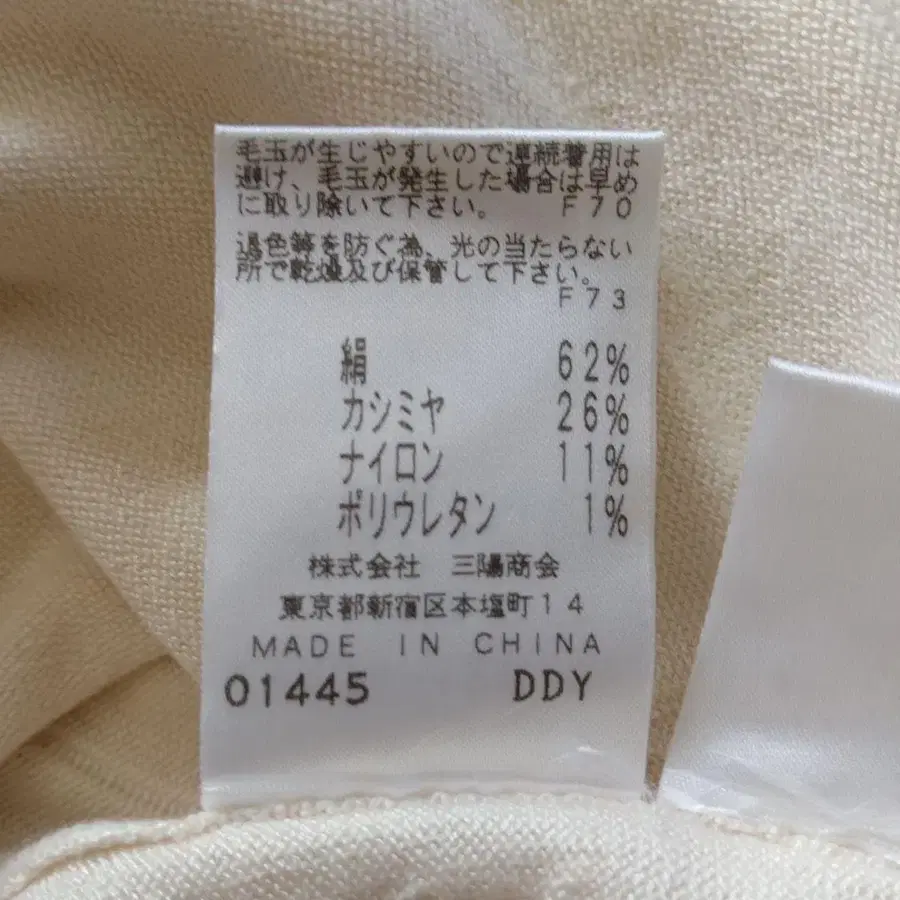 毛玉が生じやすいので連続着用は
避け、毛玉が発生した場合は早め
に取り除いて下さい。 F70
退色等を防ぐ為、光の当たらない
所で乾燥及び保管して下さい。
F73
絹 62%
カシミヤ 26%
ナイロン 11%
ポリウレタン 1%
株式会社 三陽商会
東京都新宿区本塩町14
MADE IN CHINA
01445 DDY